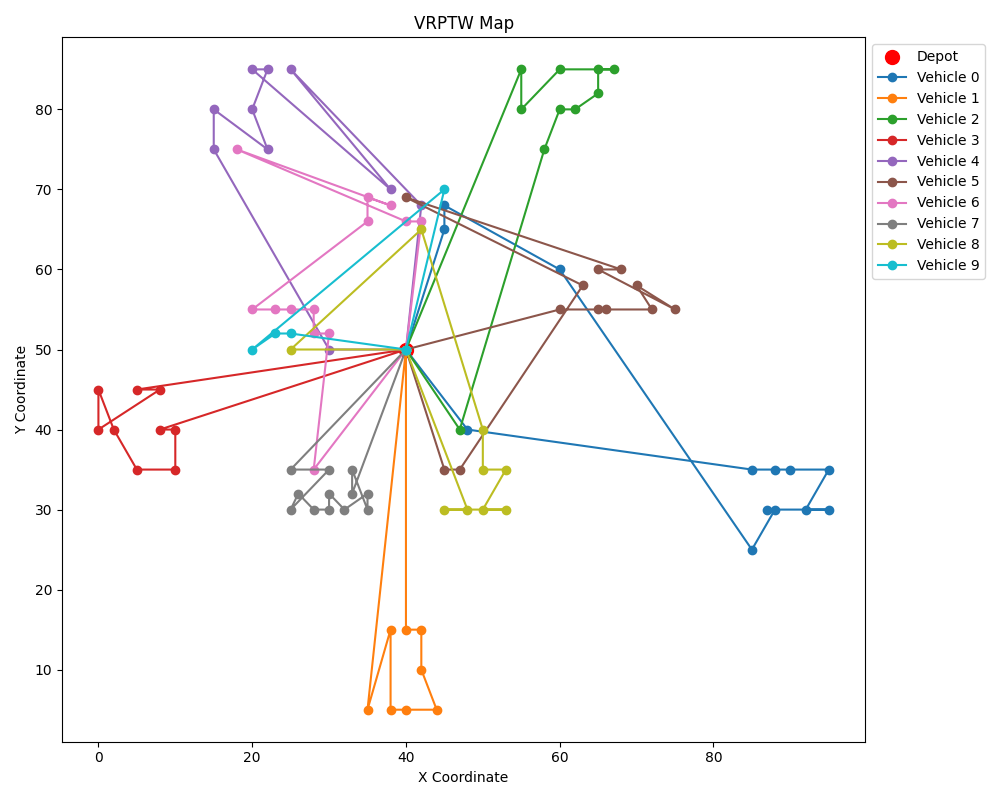 VRPTW Map
Depot
Vehicle 0
Vehicle 1
Vehicle 2
Vehicle 3
Vehicle 4
Vehicle 5
Vehicle 6
Vehicle 7
Vehicle 8
Vehicle 9
Y Coordinate
80
70
60
50
40
30
20
10
0 20 40 60 80
X Coordinate